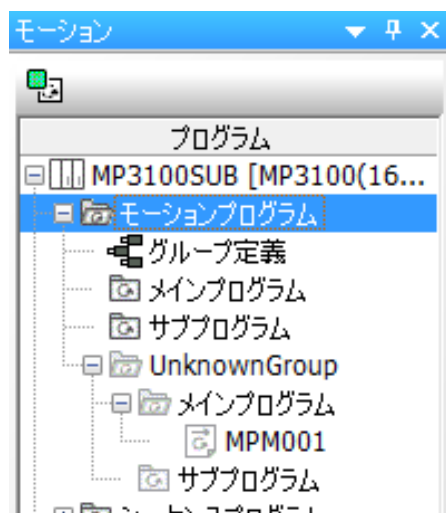 モーション
プログラム
MP3100SUB [MP3100(16...
モーションプログラム
グループ定義
メインプログラム
サブプログラム
UnknownGroup
メインプログラム
MPM001
サブプログラム